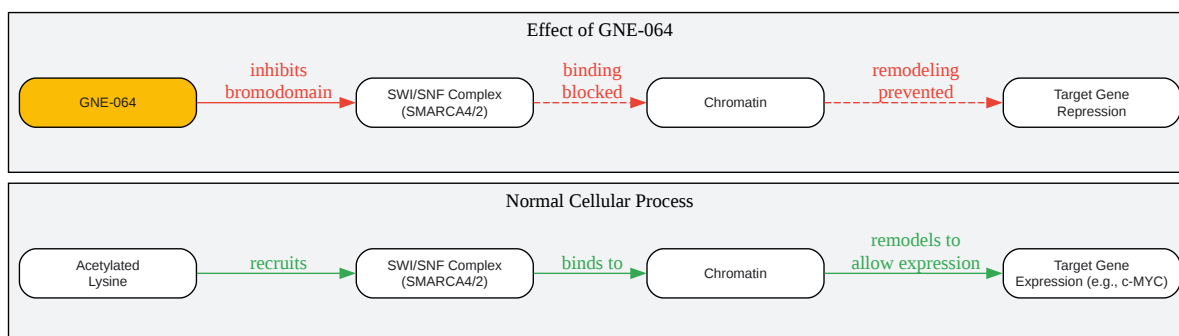 Effect of GNE-064
GNE-064
inhibits
bromodomain
SWI/SNF Complex
(SMARCA4/2)
binding
blocked
Chromatin
remodeling
prevented
Target Gene
Repression
Normal Cellular Process
Acetylated
Lysine
recruits
SWI/SNF Complex
(SMARCA4/2)
binds to
Chromatin
remodels to
allow expression
Target Gene
Expression (e.g., c-MYC)